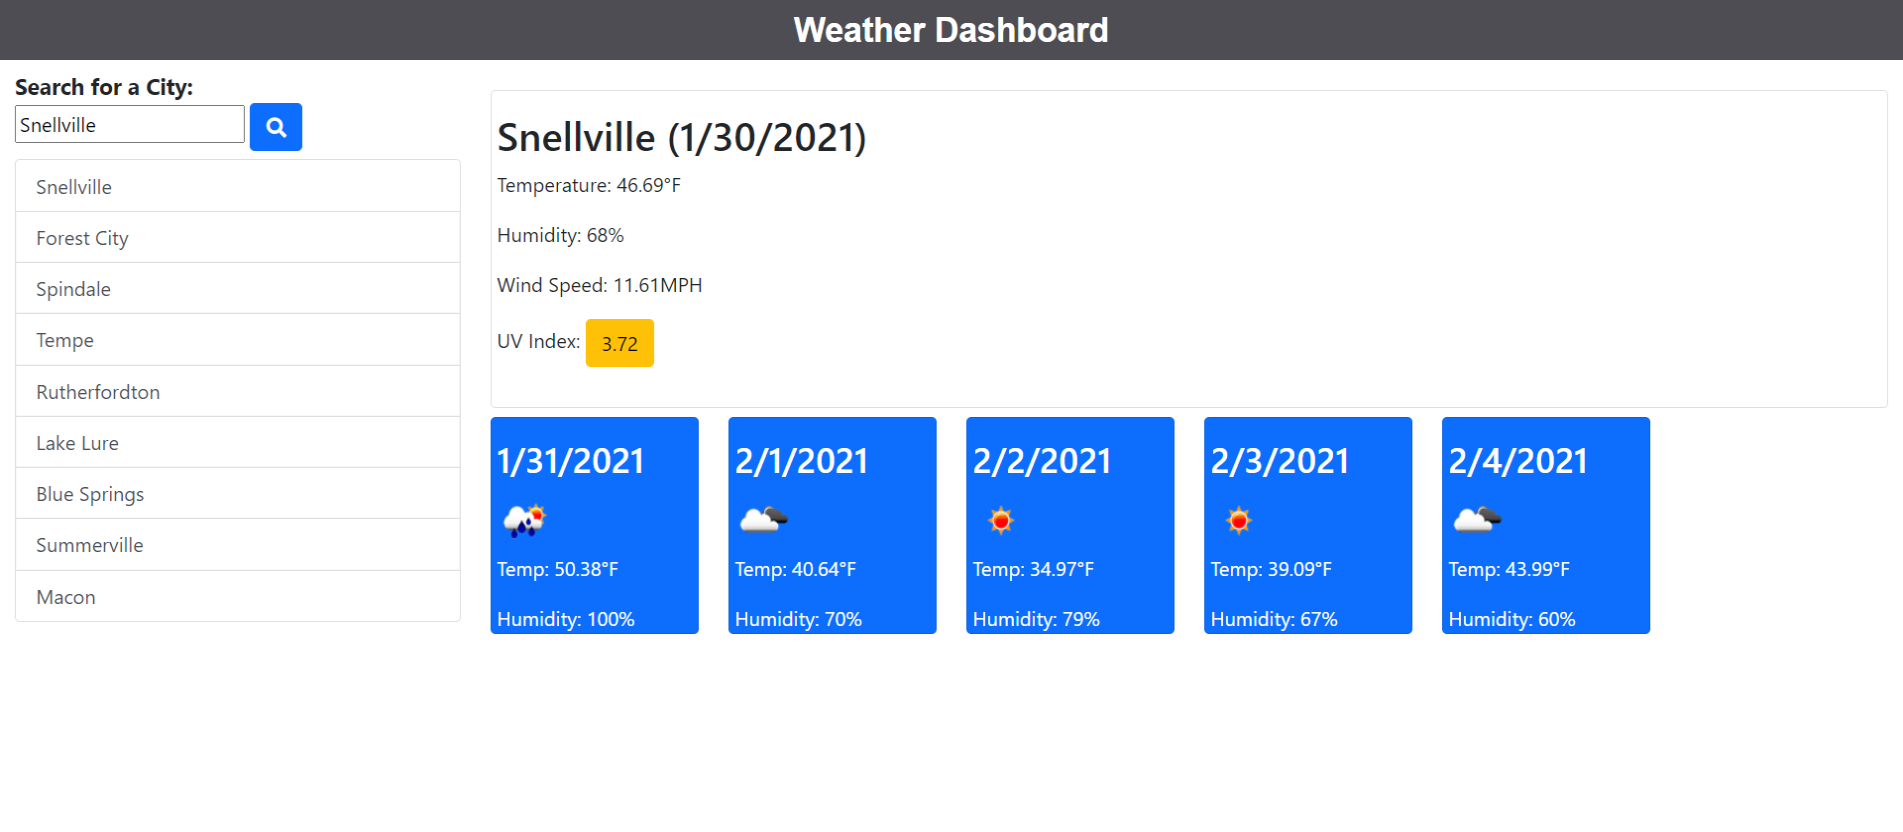 Weather Dashboard
Search for a City:
Snellville
Snellville
Forest City
Spindale
Tempe
Rutherfordton
Lake Lure
Blue Springs
Summerville
Macon
Snellville (1/30/2021)
Temperature: 46.69°F
Humidity: 68%
Wind Speed: 11.61MPH
UV Index: 3.72
1/31/2021
Temp: 50.38°F
Humidity: 100%
2/1/2021
Temp: 40.64°F
Humidity: 70%
2/2/2021
Temp: 34.97°F
Humidity: 79%
2/3/2021
Temp: 39.09°F
Humidity: 67%
2/4/2021
Temp: 43.99°F
Humidity: 60%